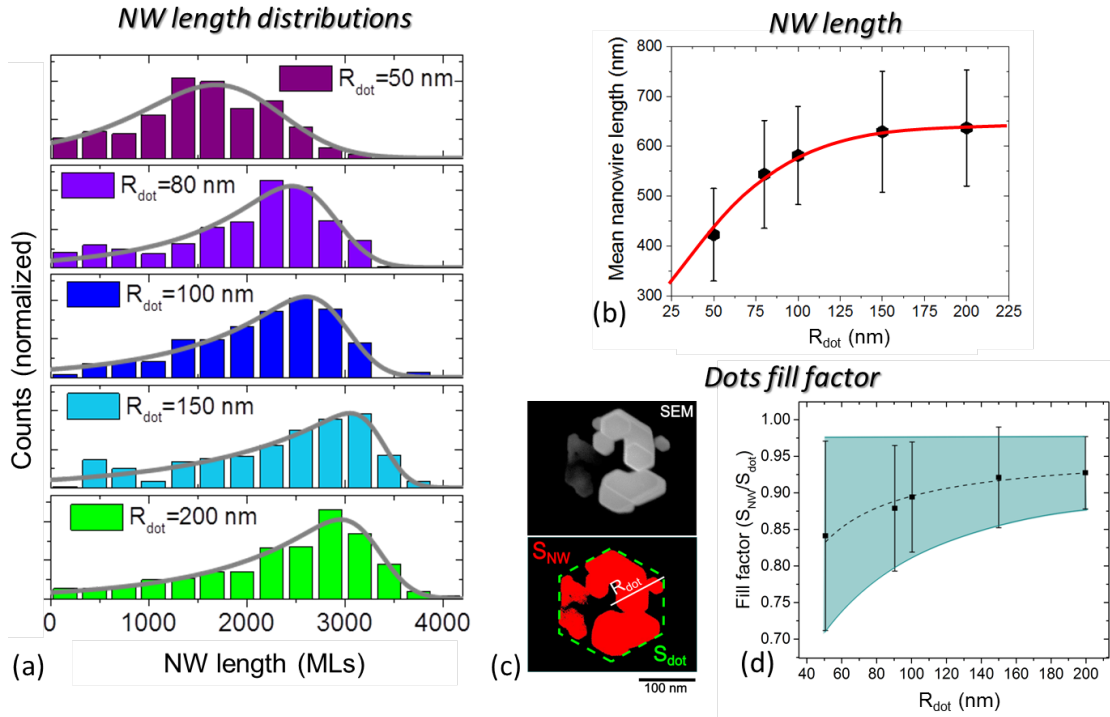 NW length distributions
R_dot=50 nm
R_dot=80 nm
R_dot=100 nm
R_dot=150 nm
R_dot=200 nm
Counts (normalized)
0 1000 2000 3000 4000
NW length (MLs)
(a)
NW length
Mean nanowire length (nm)
800
700
600
500
400
300
25 50 75 100 125 150 175 200 225
R_dot (nm)
(b)
Dots fill factor
SEM
S_NW
R_dot
S_dot
100 nm
(c)
Fill factor (S_NW/S_dot)
1.00
0.95
0.90
0.85
0.80
0.75
0.70
40 60 80 100 120 140 160 180 200
R_dot (nm)
(d)